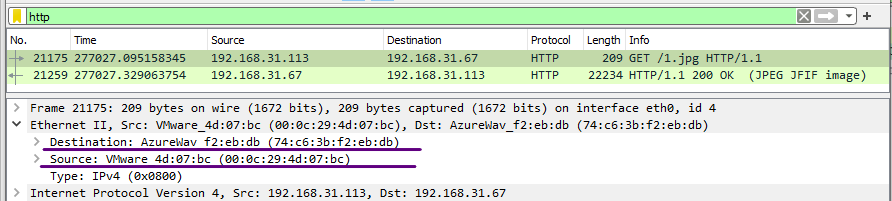 http
No. Time Source Destination Protocol Length Info
21175 277027.095158345 192.168.31.113 192.168.31.67 HTTP 209 GET /1.jpg HTTP/1.1
21259 277027.329063754 192.168.31.67 192.168.31.113 HTTP 22234 HTTP/1.1 200 OK  (JPEG JFIF image)
Frame 21175: 209 bytes on wire (1672 bits), 209 bytes captured (1672 bits) on interface eth0, id 4
Ethernet II, Src: VMware_4d:07:bc (00:0c:29:4d:07:bc), Dst: AzureWav_f2:eb:db (74:c6:3b:f2:eb:db)
Destination: AzureWav_f2:eb:db (74:c6:3b:f2:eb:db)
Source: VMware_4d:07:bc (00:0c:29:4d:07:bc)
Type: IPv4 (0x0800)
Internet Protocol Version 4, Src: 192.168.31.113, Dst: 192.168.31.67